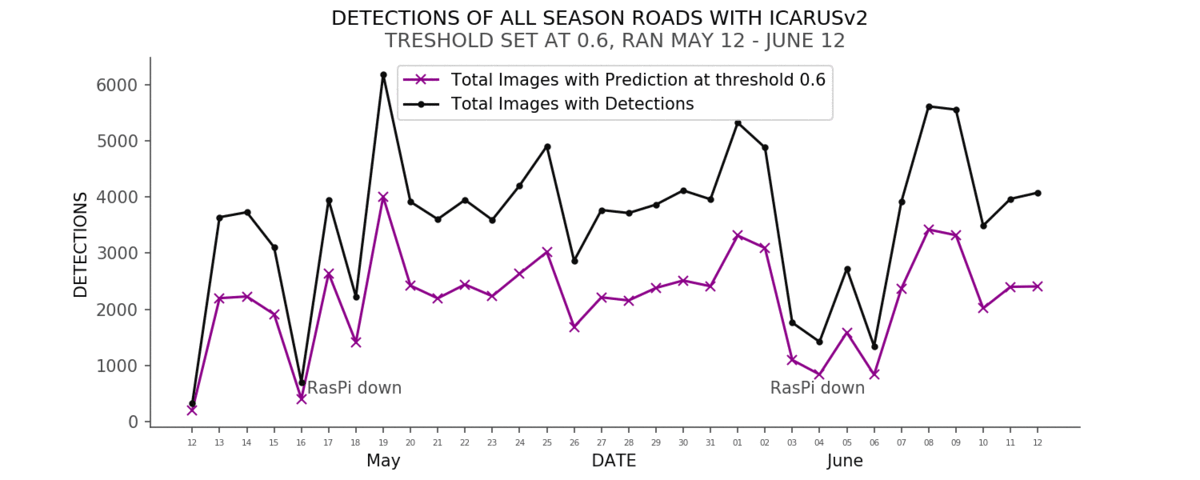 DETECTIONS OF ALL SEASON ROADS WITH ICARUSv2
TRESHOLD SET AT 0.6, RAN MAY 12 - JUNE 12
Total Images with Prediction at threshold 0.6
Total Images with Detections
6000
5000
4000
3000
2000
1000
0
DETECTIONS
RasPi down
RasPi down
12 13 14 15 16 17 18 19 20 21 22 23 24 25 26 27 28 29 30 31 01 02 03 04 05 06 07 08 09 10 11 12
May DATE June